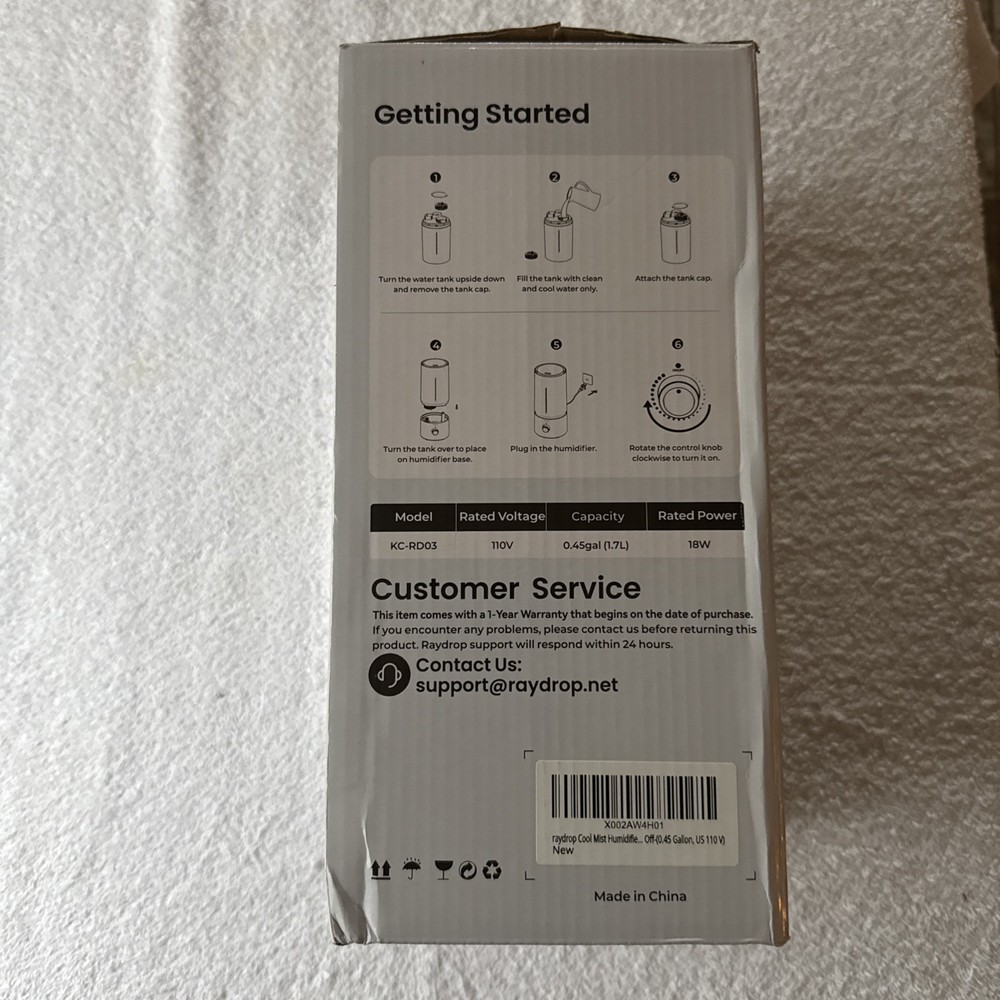 Getting Started
1
2
3
Turn the water tank upside down
and remove the tank cap.
Fill the tank with clean
and cool water only.
Attach the tank cap.
4
5
6
Turn the tank over to place
on humidifier base.
Plug in the humidifier.
Rotate the control knob
clockwise to turn it on.
Model Rated Voltage Capacity Rated Power
KC-RD03 110V 0.45gal (1.7L) 18W
Customer Service
This item comes with a 1-Year Warranty that begins on the date of purchase.
If you encounter any problems, please contact us before returning this
product. Raydrop support will respond within 24 hours.
Contact Us:
support@raydrop.net
X002AW4H01
raydrop Cool Mist Humidifie... Off-(0.45 Gallon, US 110 V)
New
Made in China